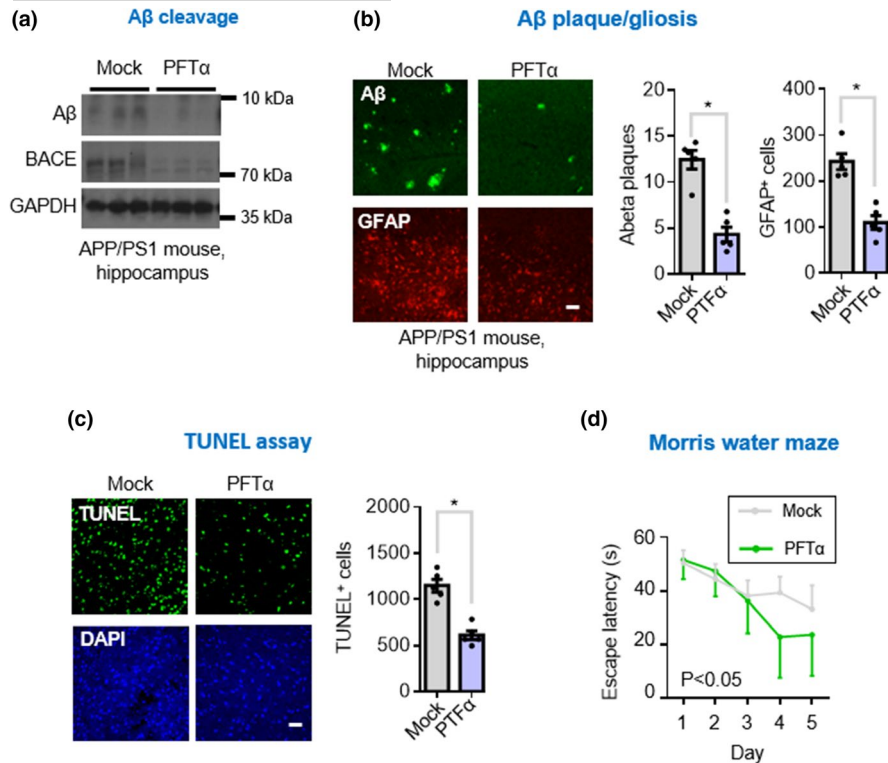 (a)
Aβ cleavage
Mock PFTα
10 kDa
Aβ
BACE
70 kDa
GAPDH
35 kDa
APP/PS1 mouse,
hippocampus
(b)
Aβ plaque/gliosis
Mock PFTα
Aβ
GFAP
APP/PS1 mouse,
hippocampus
Abeta plaques
20
15
10
5
0
*
Mock
PTFα
GFAP⁺ cells
400
300
200
100
0
*
Mock
PTFα
(c)
TUNEL assay
Mock PFTα
TUNEL
DAPI
TUNEL⁺ cells
2000
1500
1000
500
0
*
Mock
PTFα
(d)
Morris water maze
Mock
PFTα
Escape latency (s)
60
40
20
0
P<0.05
1 2 3 4 5
Day